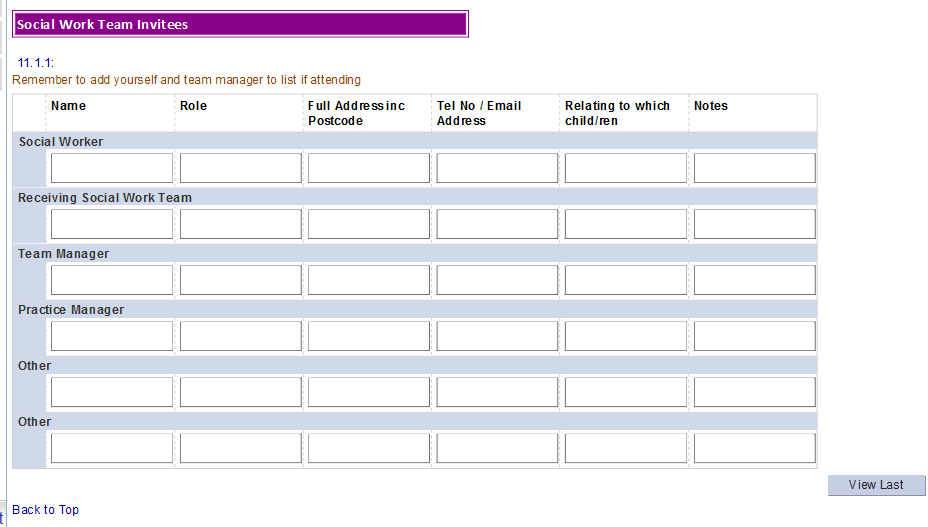 Social Work Team Invitees
11.1.1:
Remember to add yourself and team manager to list if attending
Name Role Full Address inc Tel No / Email Relating to which Notes
Postcode Address child/ren
Social Worker
Receiving Social Work Team
Team Manager
Practice Manager
Other
Other
View Last
t Back to Top